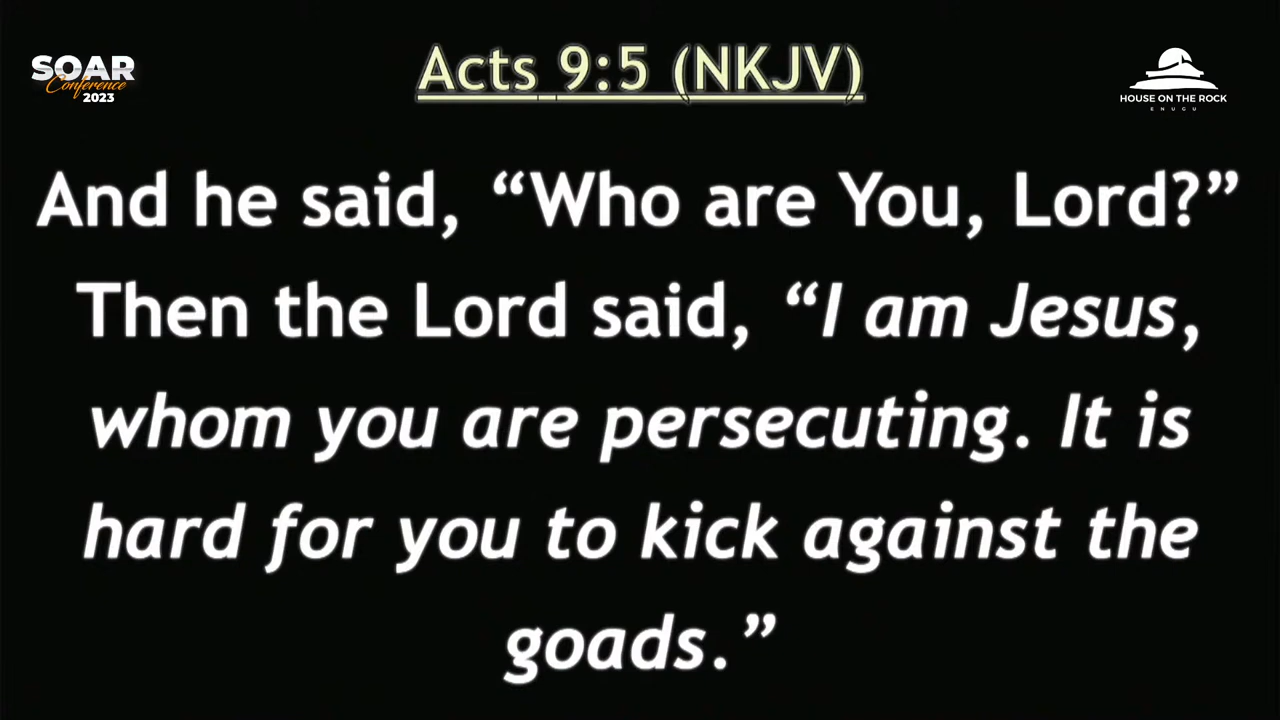 SOAR
Conference
2023
Acts 9:5 (NKJV)
HOUSE ON THE ROCK
ENUGU
And he said, “Who are You, Lord?”
Then the Lord said, “I am Jesus,
whom you are persecuting. It is
hard for you to kick against the
goads.”